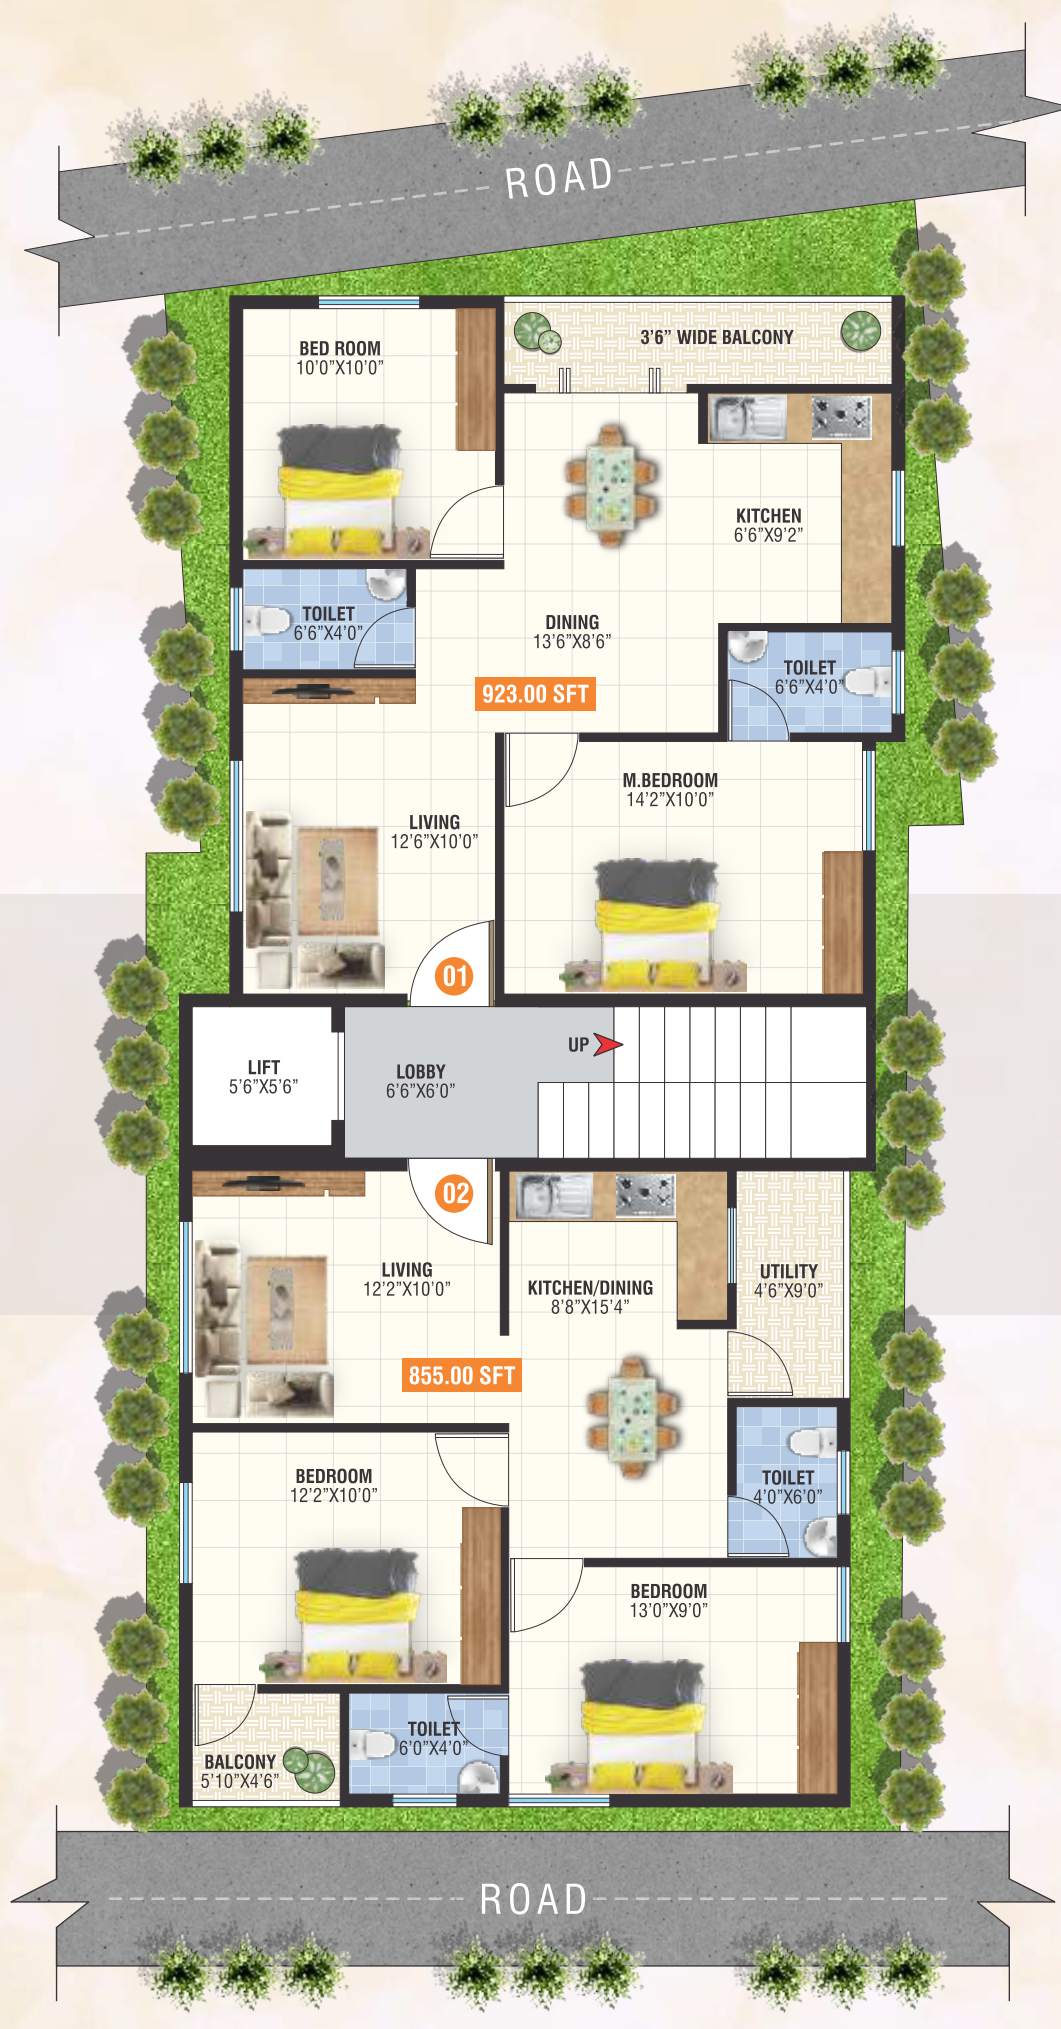 ROAD
3'6" WIDE BALCONY
BED ROOM
10'0"X10'0"
KITCHEN
6'6"X9'2"
TOILET
6'6"X4'0"
DINING
13'6"X8'6"
TOILET
6'6"X4'0"
923.00 SFT
M.BEDROOM
14'2"X10'0"
LIVING
12'6"X10'0"
01
UP
LIFT
5'6"X5'6"
LOBBY
6'6"X6'0"
02
LIVING
12'2"X10'0"
KITCHEN/DINING
8'8"X15'4"
UTILITY
4'6"X9'0"
855.00 SFT
BEDROOM
12'2"X10'0"
TOILET
4'0"X6'0"
BEDROOM
13'0"X9'0"
TOILET
6'0"X4'0"
BALCONY
5'10"X4'6"
ROAD